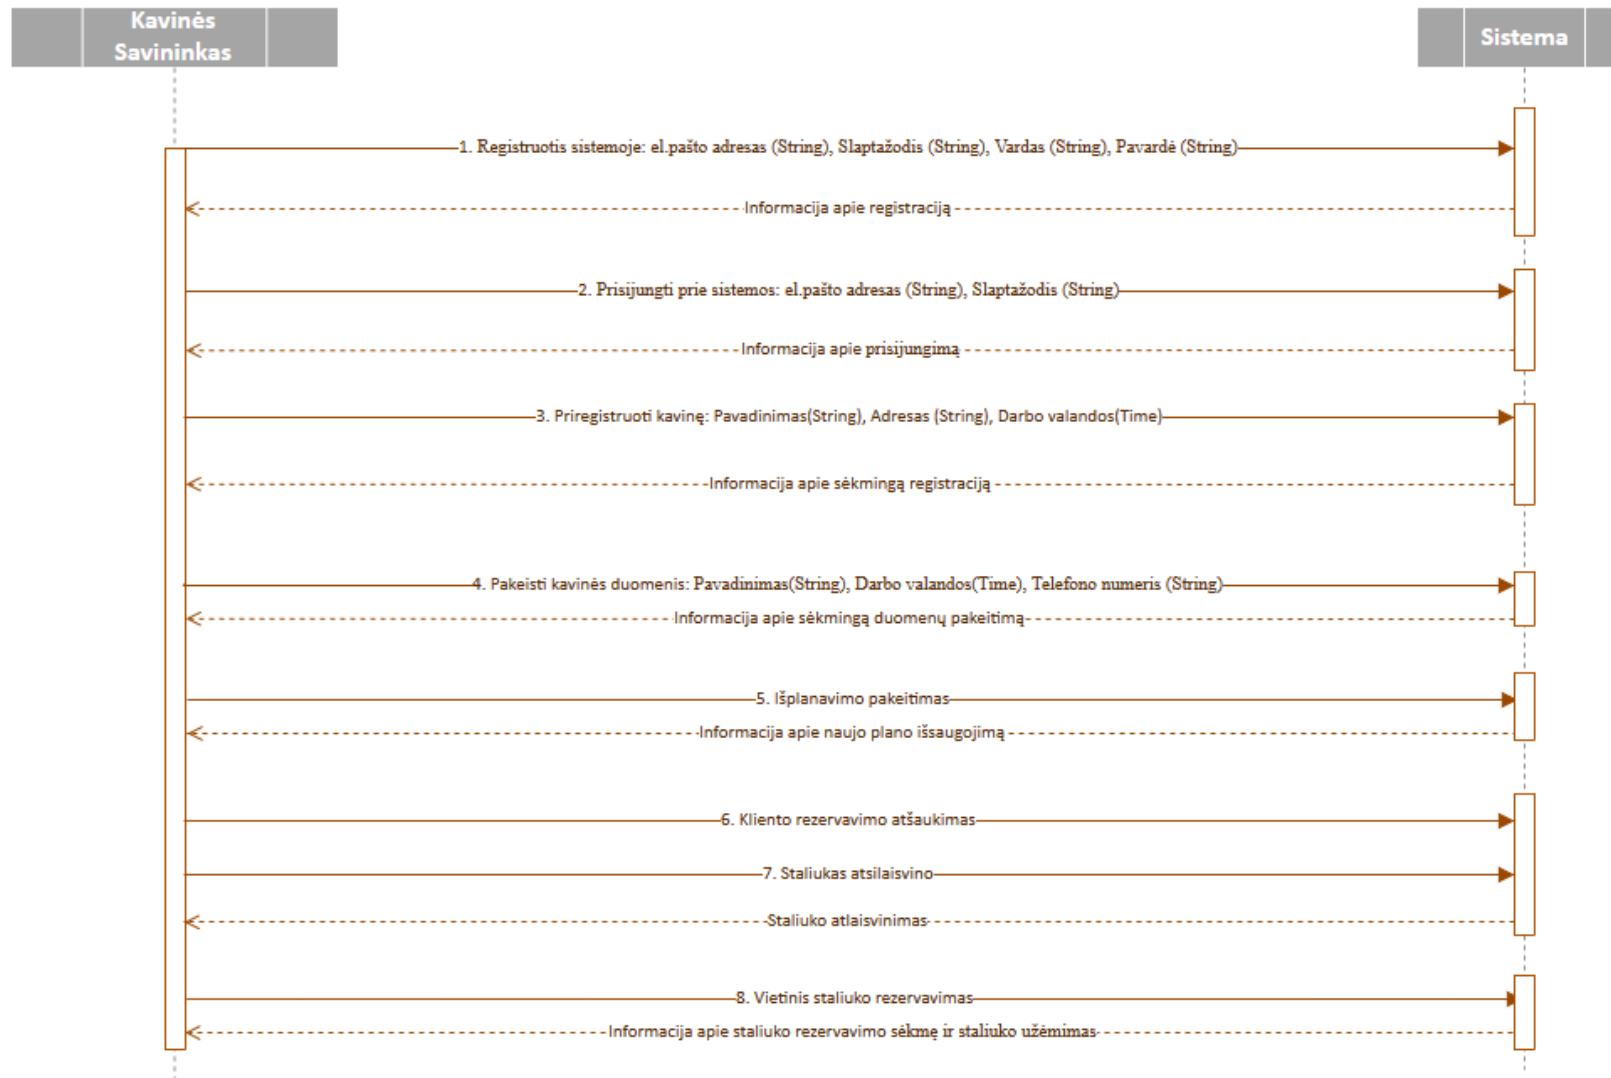 Kavinės
Savininkas
Sistema
1. Registruotis sistemoje: el.pašto adresas (String), Slaptažodis (String), Vardas (String), Pavardė (String)
Informacija apie registraciją
2. Prisijungti prie sistemos: el.pašto adresas (String), Slaptažodis (String)
Informacija apie prisijungimą
3. Priregistruoti kavinę: Pavadinimas(String), Adresas (String), Darbo valandos(Time)
Informacija apie sėkmingą registraciją
4. Pakeisti kavinės duomenis: Pavadinimas(String), Darbo valandos(Time), Telefono numeris (String)
Informacija apie sėkmingą duomenų pakeitimą
5. Išplanavimo pakeitimas
Informacija apie naujo plano išsaugojimą
6. Kliento rezervavimo atšaukimas
7. Staliukas atsilaisvino
Staliuko atlaisvinimas
8. Vietinis staliuko rezervavimas
Informacija apie staliuko rezervavimo sėkmę ir staliuko užėmimas